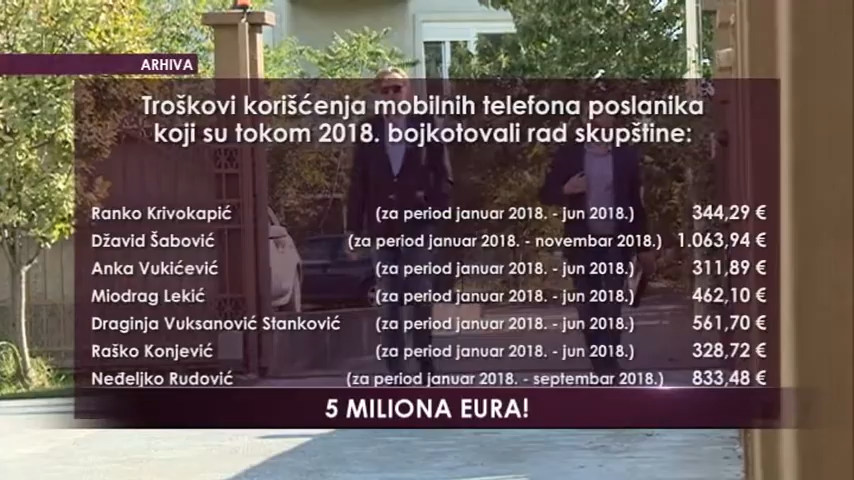 ARHIVA
Troškovi korišćenja mobilnih telefona poslanika
koji su tokom 2018. bojkotovali rad skupštine:
Ranko Krivokapić (za period januar 2018. - jun 2018.) 344,29 €
Džavid Šabović (za period januar 2018. - novembar 2018.) 1.063,94 €
Anka Vukićević (za period januar 2018. - jun 2018.) 311,89 €
Miodrag Lekić (za period januar 2018. - jun 2018.) 462,10 €
Draginja Vuksanović Stanković (za period januar 2018. - jun 2018.) 561,70 €
Raško Konjević (za period januar 2018. - jun 2018.) 328,72 €
Neđeljko Rudović (za period januar 2018. - septembar 2018.) 833,48 €
5 MILIONA EURA!